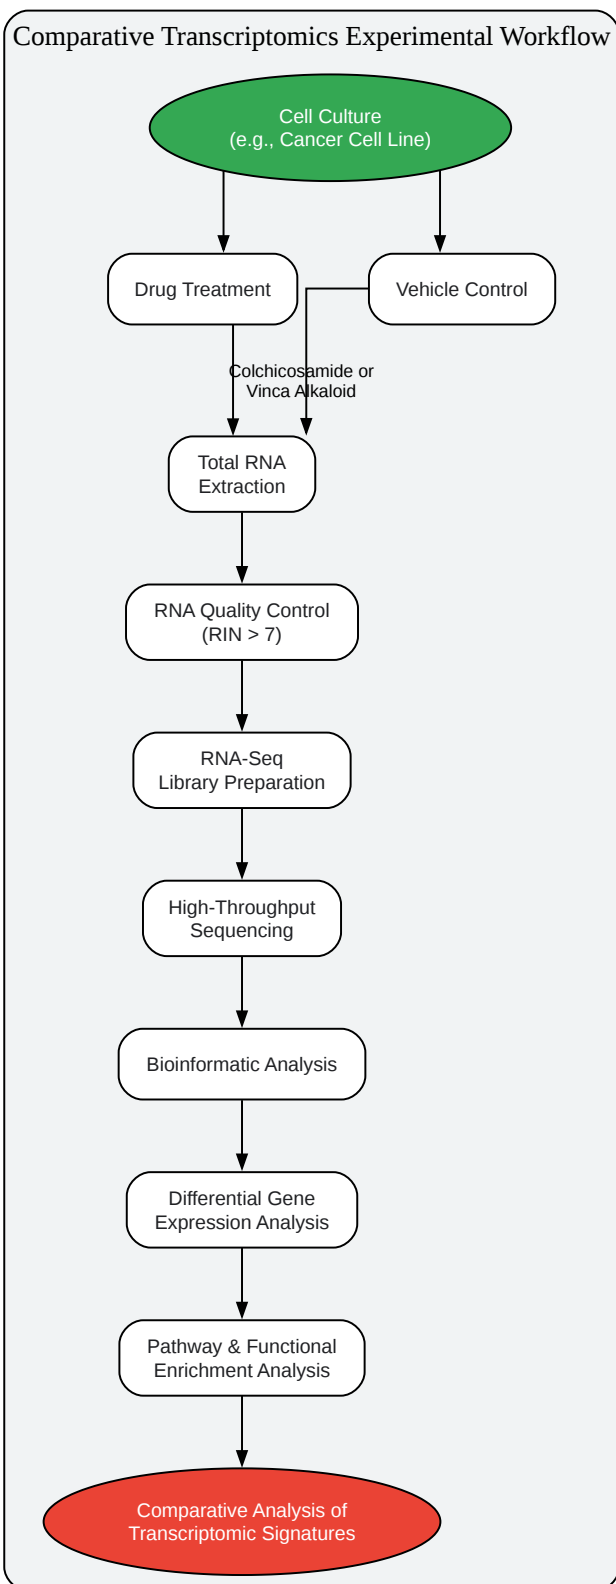 Comparative Transcriptomics Experimental Workflow
Cell Culture
(e.g., Cancer Cell Line)
Drug Treatment
Vehicle Control
Colchicosamide or
Vinca Alkaloid
Total RNA
Extraction
RNA Quality Control
(RIN > 7)
RNA-Seq
Library Preparation
High-Throughput
Sequencing
Bioinformatic Analysis
Differential Gene
Expression Analysis
Pathway & Functional
Enrichment Analysis
Comparative Analysis of
Transcriptomic Signatures